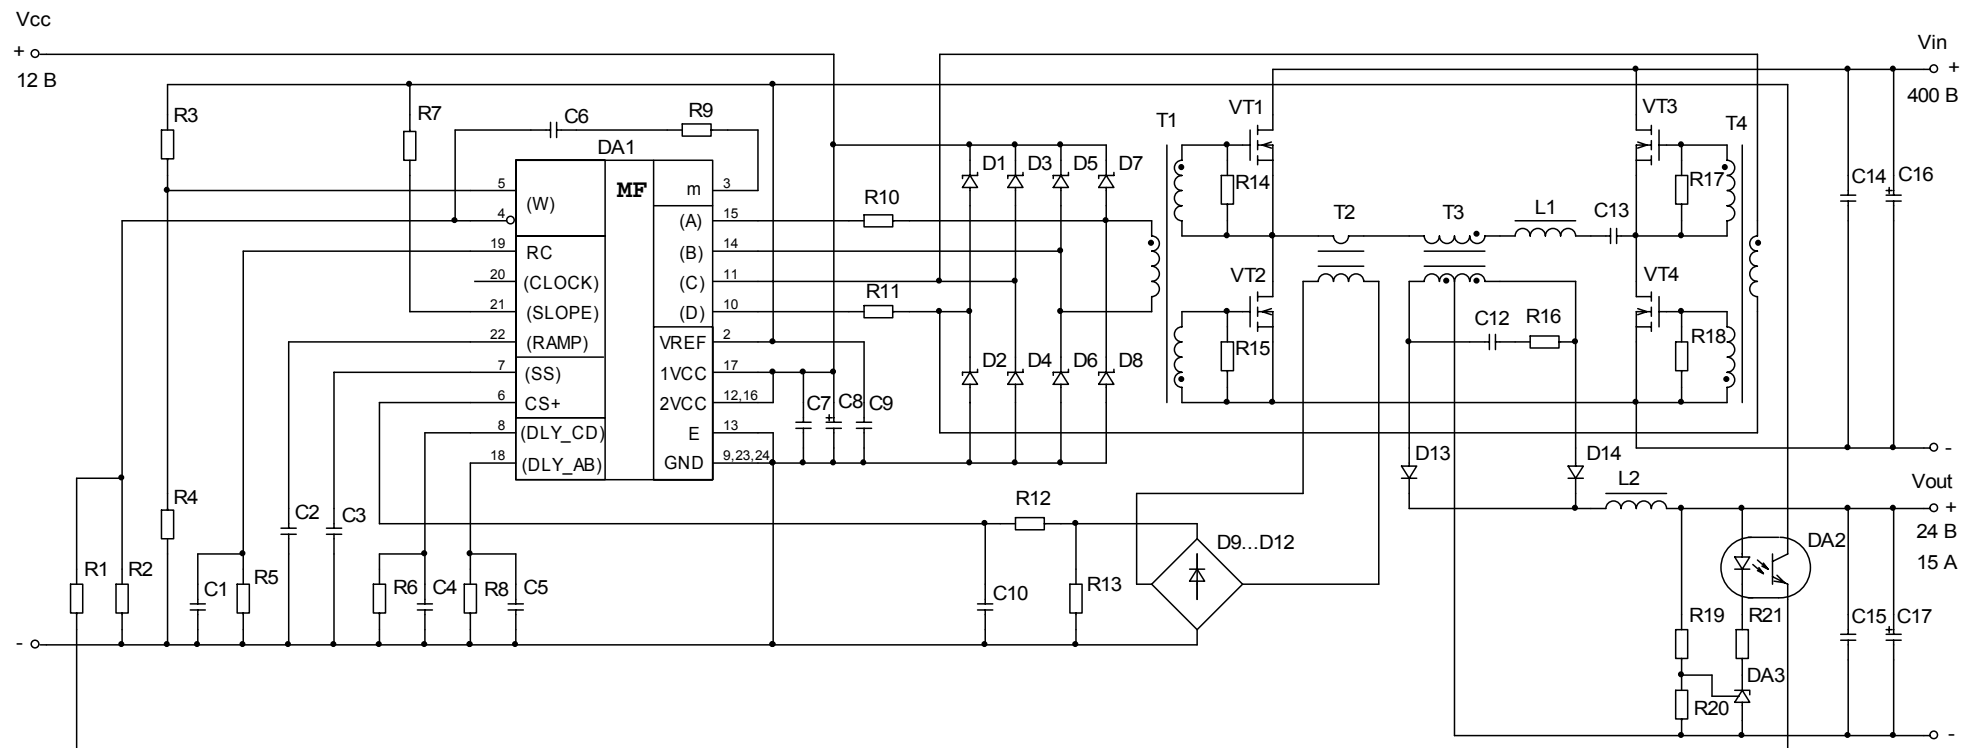 Vcc
+
12 В
Vin
+
400 В
R3
R7
C6
R9
DA1
MF
5
(W)
4
19
RC
20
(CLOCK)
21
(SLOPE)
22
(RAMP)
7
(SS)
6
CS+
8
(DLY_CD)
18
(DLY_AB)
m
3
(A)
15
(B)
14
(C)
11
(D)
10
VREF
2
1VCC
17
2VCC
12,16
E
13
GND
9,23,24
R10
R11
C7
+
C8
C9
D1
D3
D5
D7
D2
D4
D6
D8
T1
VT1
R14
VT2
R15
T2
T3
L1
C13
VT3
T4
R17
VT4
R18
C14
+
C16
C12
R16
-
D13
D14
L2
Vout
+
24 В
15 А
R4
C2
C3
R12
D9...D12
DA2
R1
R2
C1
R5
R6
C4
R8
C5
C10
R13
R19
R21
C15
+
C17
-
DA3
R20
-